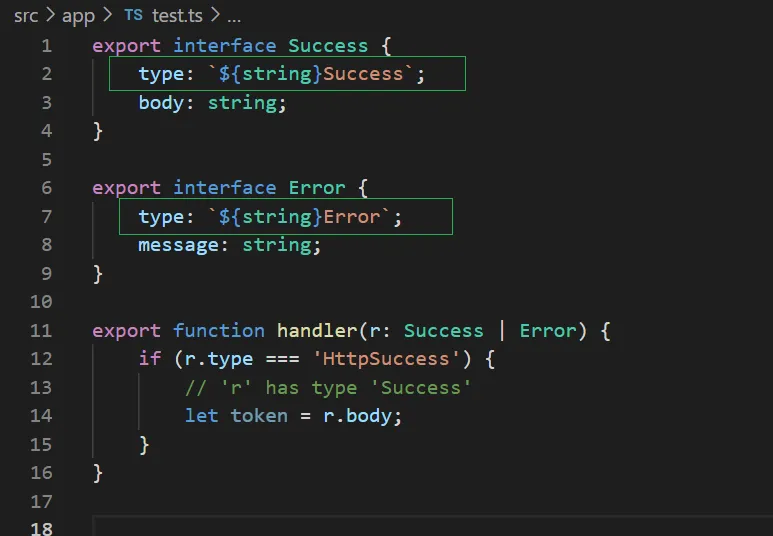 src > app > TS test.ts > ...
1 export interface Success {
2 type: `${string}Success`;
3 body: string;
4 }
5
6 export interface Error {
7 type: `${string}Error`;
8 message: string;
9 }
10
11 export function handler(r: Success | Error) {
12 if (r.type === 'HttpSuccess') {
13 // 'r' has type 'Success'
14 let token = r.body;
15 }
16 }
17
18